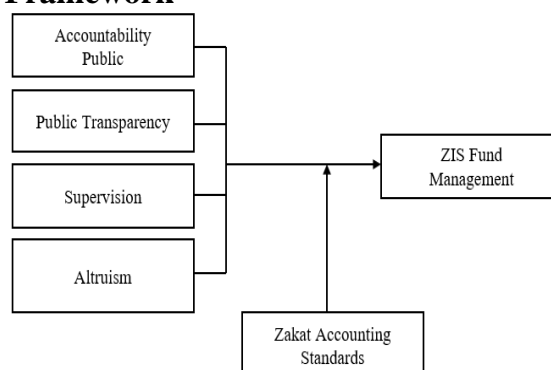 Framework
Accountability
Public
Public Transparency
Supervision
Altruism
ZIS Fund
Management
Zakat Accounting
Standards